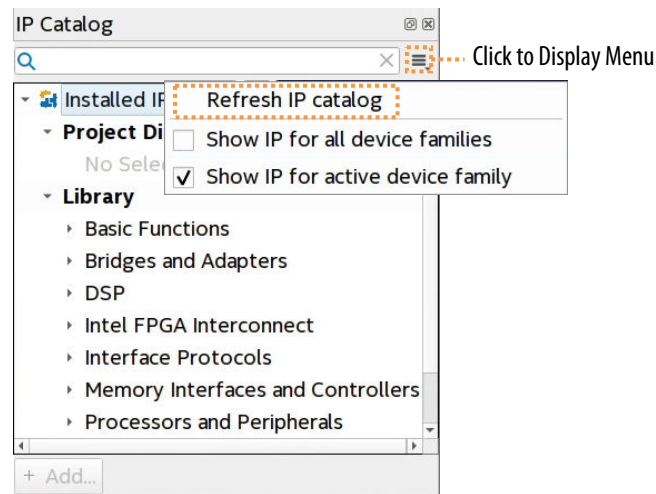 IP Catalog
Click to Display Menu
Installed IP
Refresh IP catalog
Project Di
Show IP for all device families
No Sele
Show IP for active device family
Library
Basic Functions
Bridges and Adapters
DSP
Intel FPGA Interconnect
Interface Protocols
Memory Interfaces and Controllers
Processors and Peripherals
+ Add...